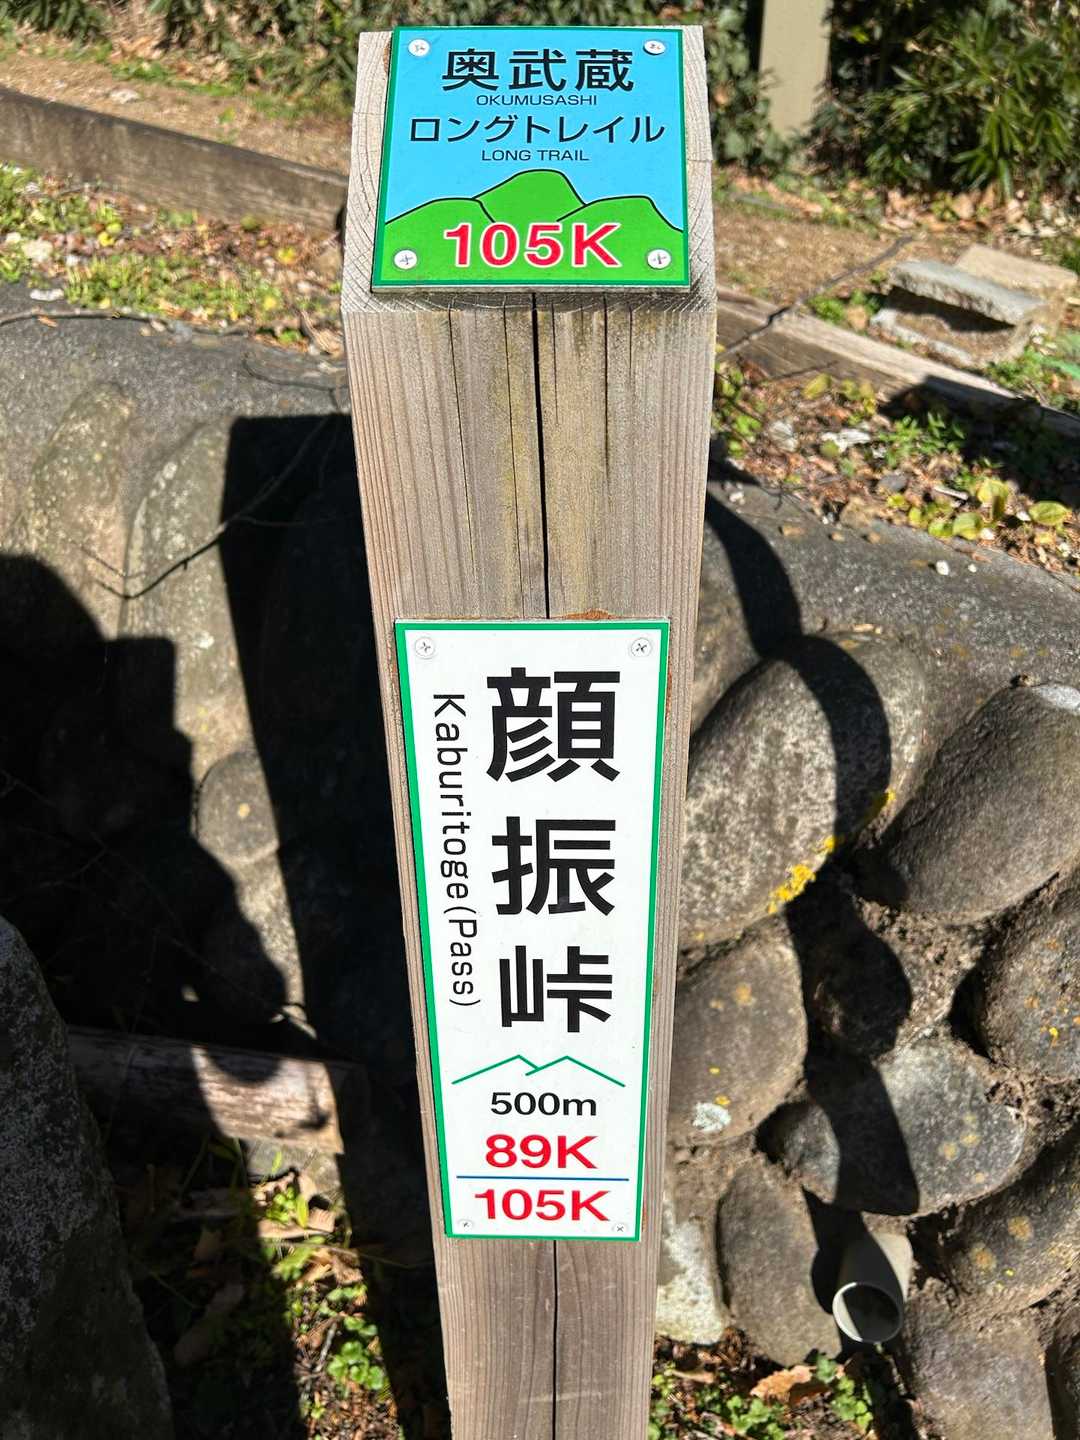 奥武蔵
OKUMUSASHI
ロングトレイル
LONG TRAIL
105K
顔振峠
Kaburitoge(Pass)
500m
89K
105K